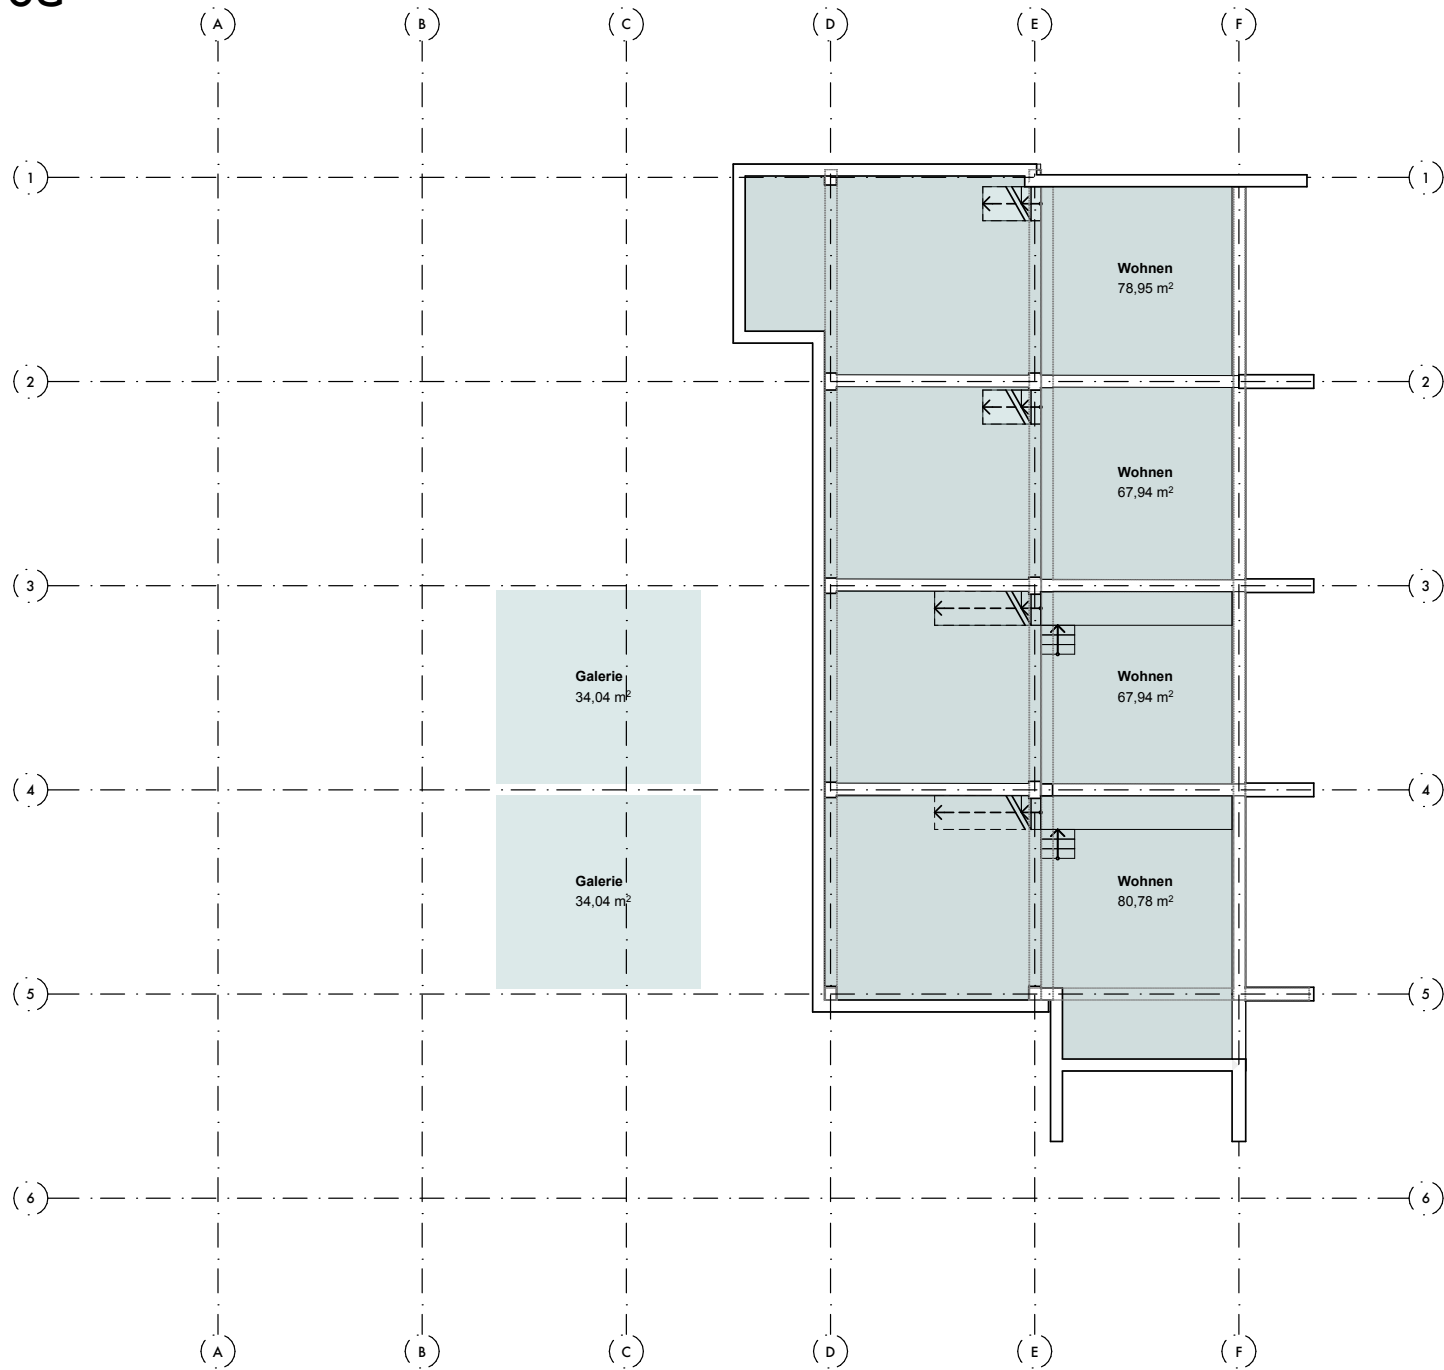 A B C D E F
1 1
Wohnen
78,95 m²
2 2
Wohnen
67,94 m²
3 3
Galerie
34,04 m²
Wohnen
67,94 m²
4 4
Galerie
34,04 m²
Wohnen
80,78 m²
5 5
6 6
A B C D E F